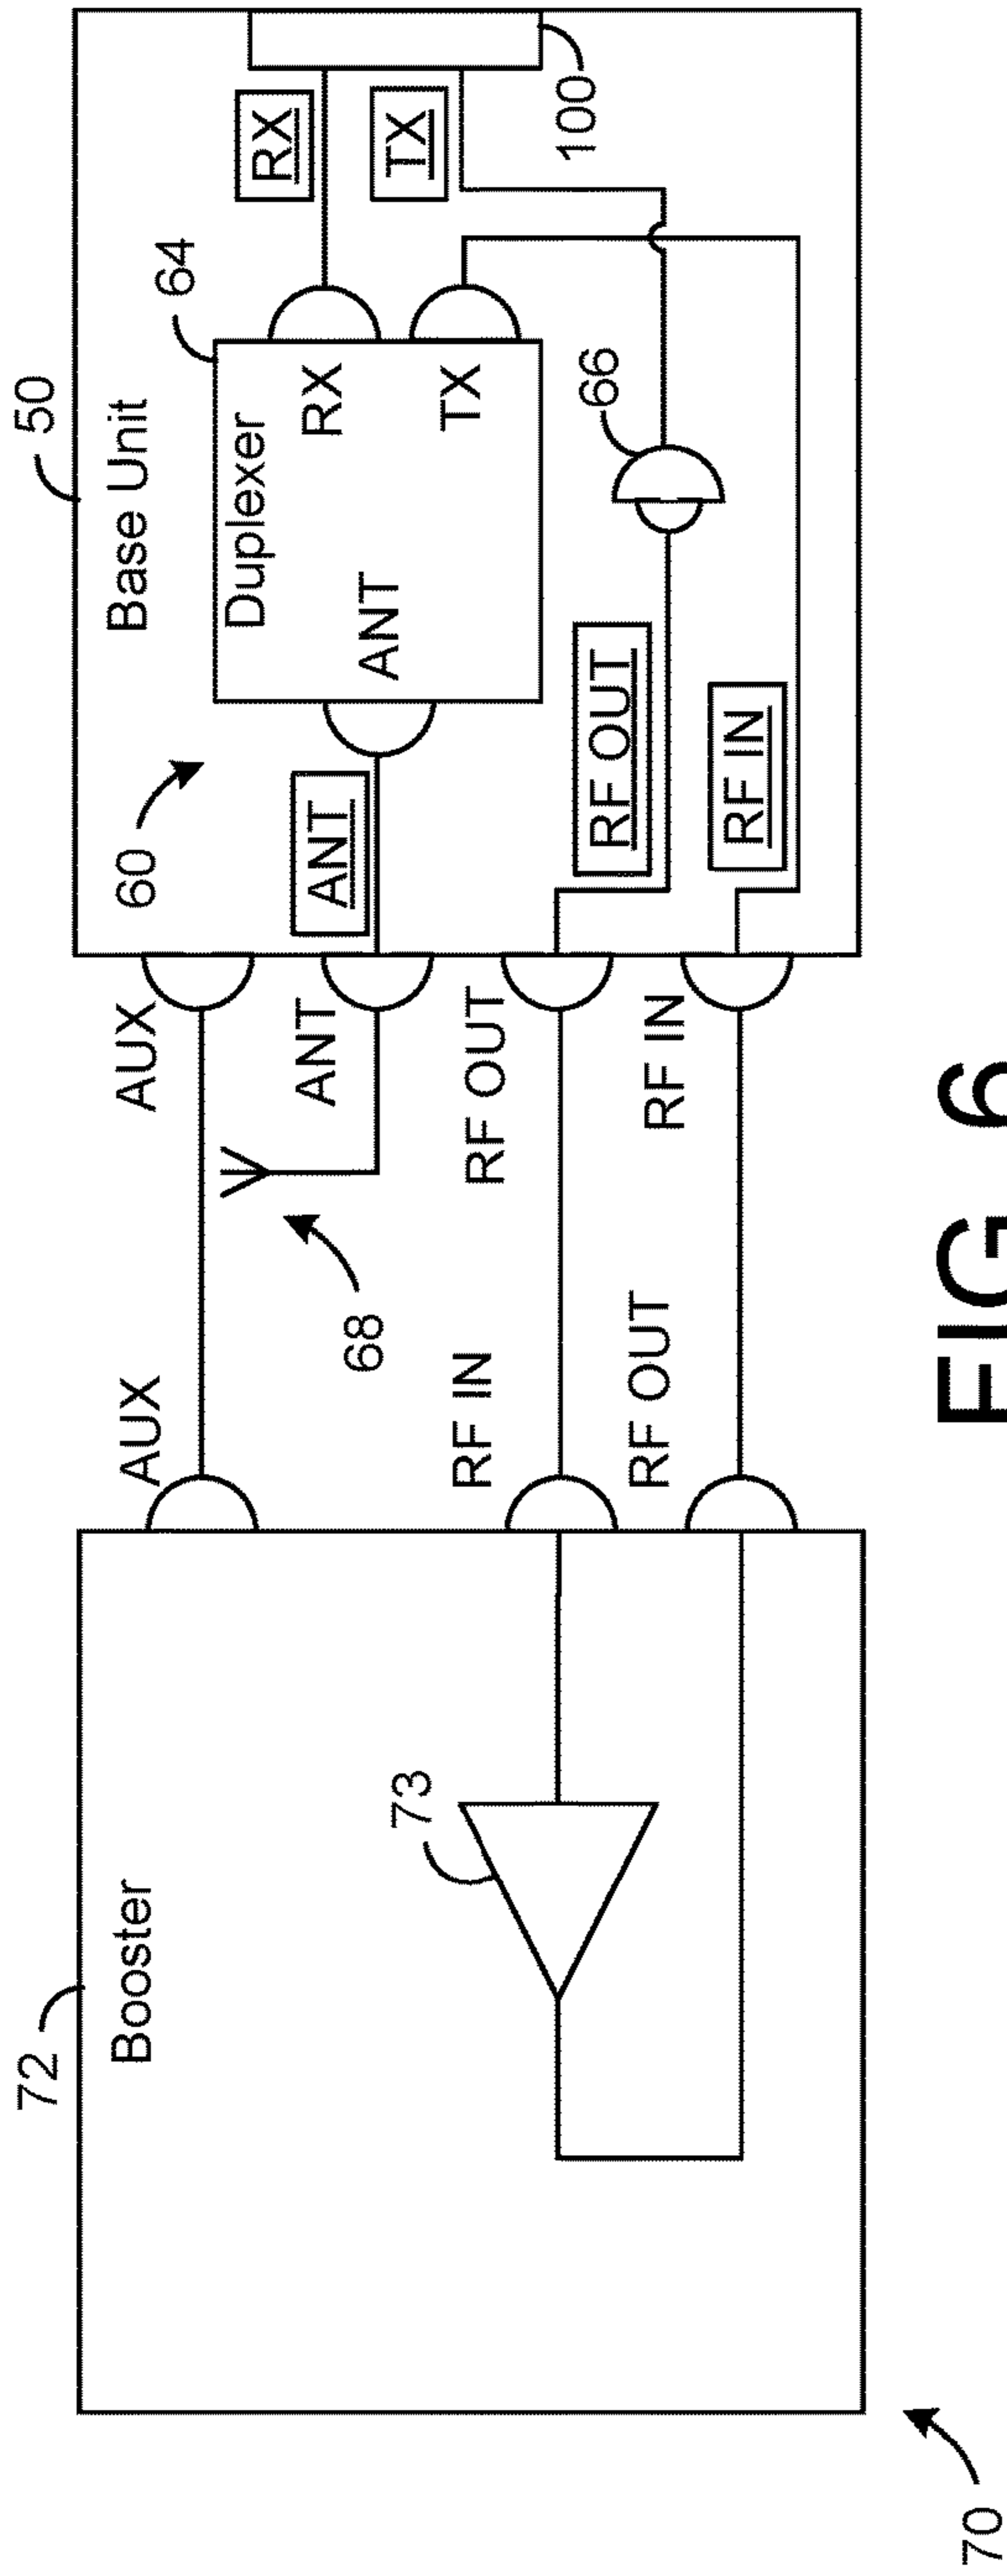 72
Booster
73
AUX
RF IN
RF OUT
68
AUX
ANT
RF OUT
RF IN
50
Base Unit
60
64
Duplexer
ANT
RX
TX
ANT
RF OUT
RF IN
66
RX
TX
100
70
FIG. 6